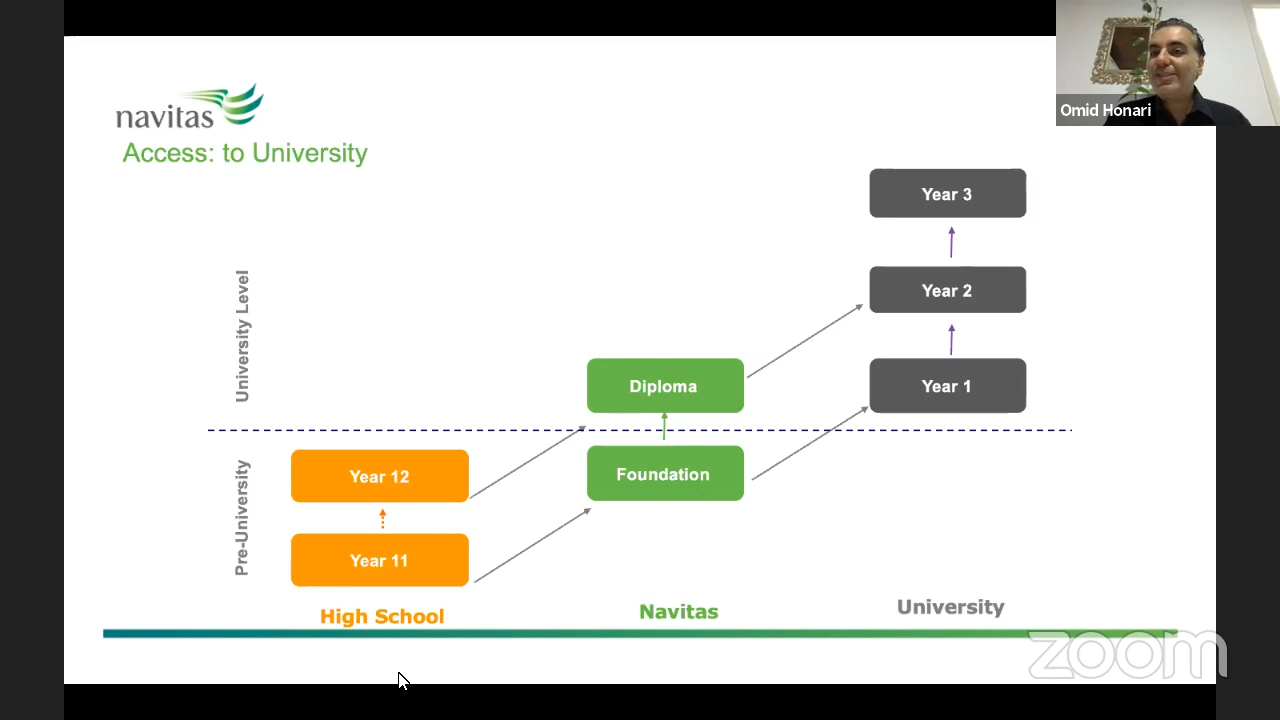 navitas
Access: to University
Omid Honari
Year 3
University Level
Year 2
Diploma
Year 1
Pre-University
Year 12
Foundation
Year 11
High School
Navitas
University
zoom